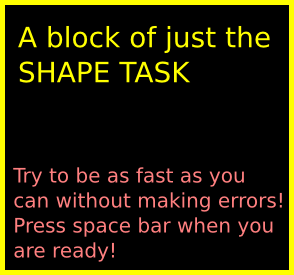 A block of just the
SHAPE TASK
Try to be as fast as you
can without making errors!
Press space bar when you
are ready!